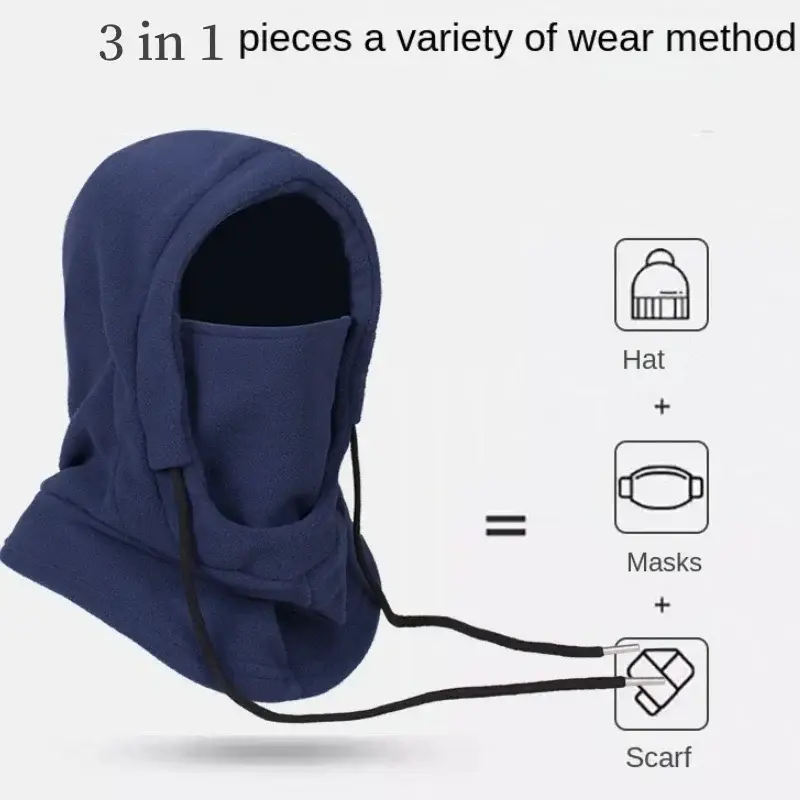 3 in 1 pieces a variety of wear method
Hat
+
=
Masks
+
Scarf